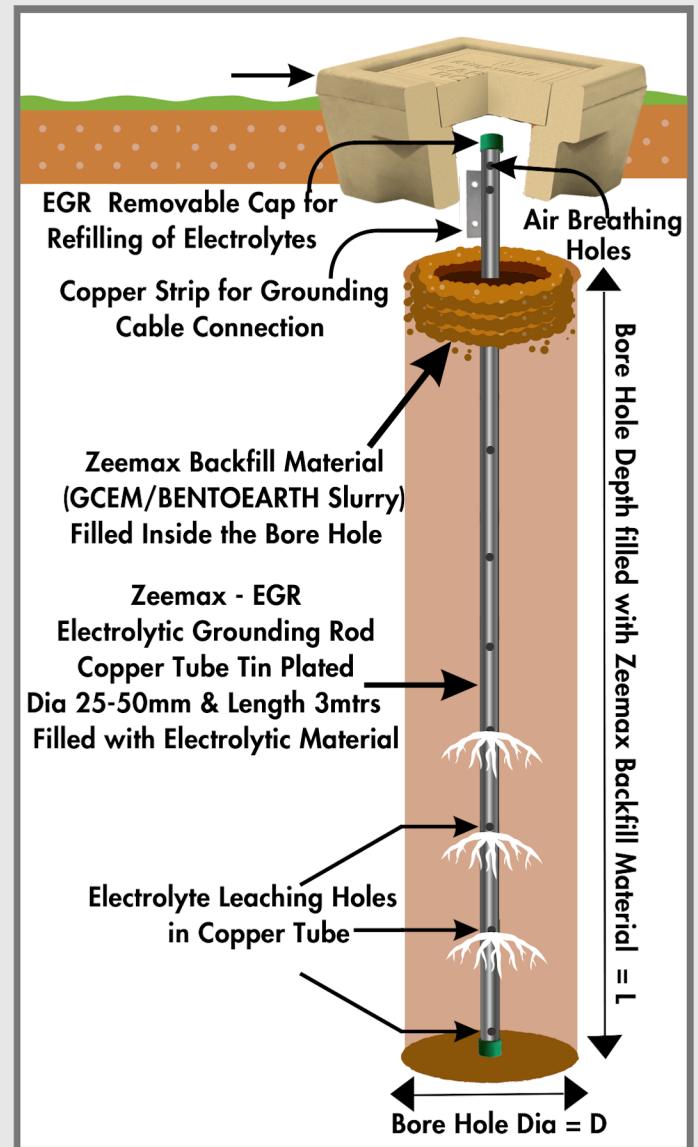 EGR Removable Cap for
Refilling of Electrolytes
Air Breathing
Holes
Copper Strip for Grounding
Cable Connection
Zeemax Backfill Material
(GCEM/BENTOEARTH Slurry)
Filled Inside the Bore Hole
Zeemax - EGR
Electrolytic Grounding Rod
Copper Tube Tin Plated
Dia 25-50mm & Length 3mtrs
Filled with Electrolytic Material
Electrolyte Leaching Holes
in Copper Tube
Bore Hole Depth filled with Zeemax Backfill Material = L
Bore Hole Dia = D